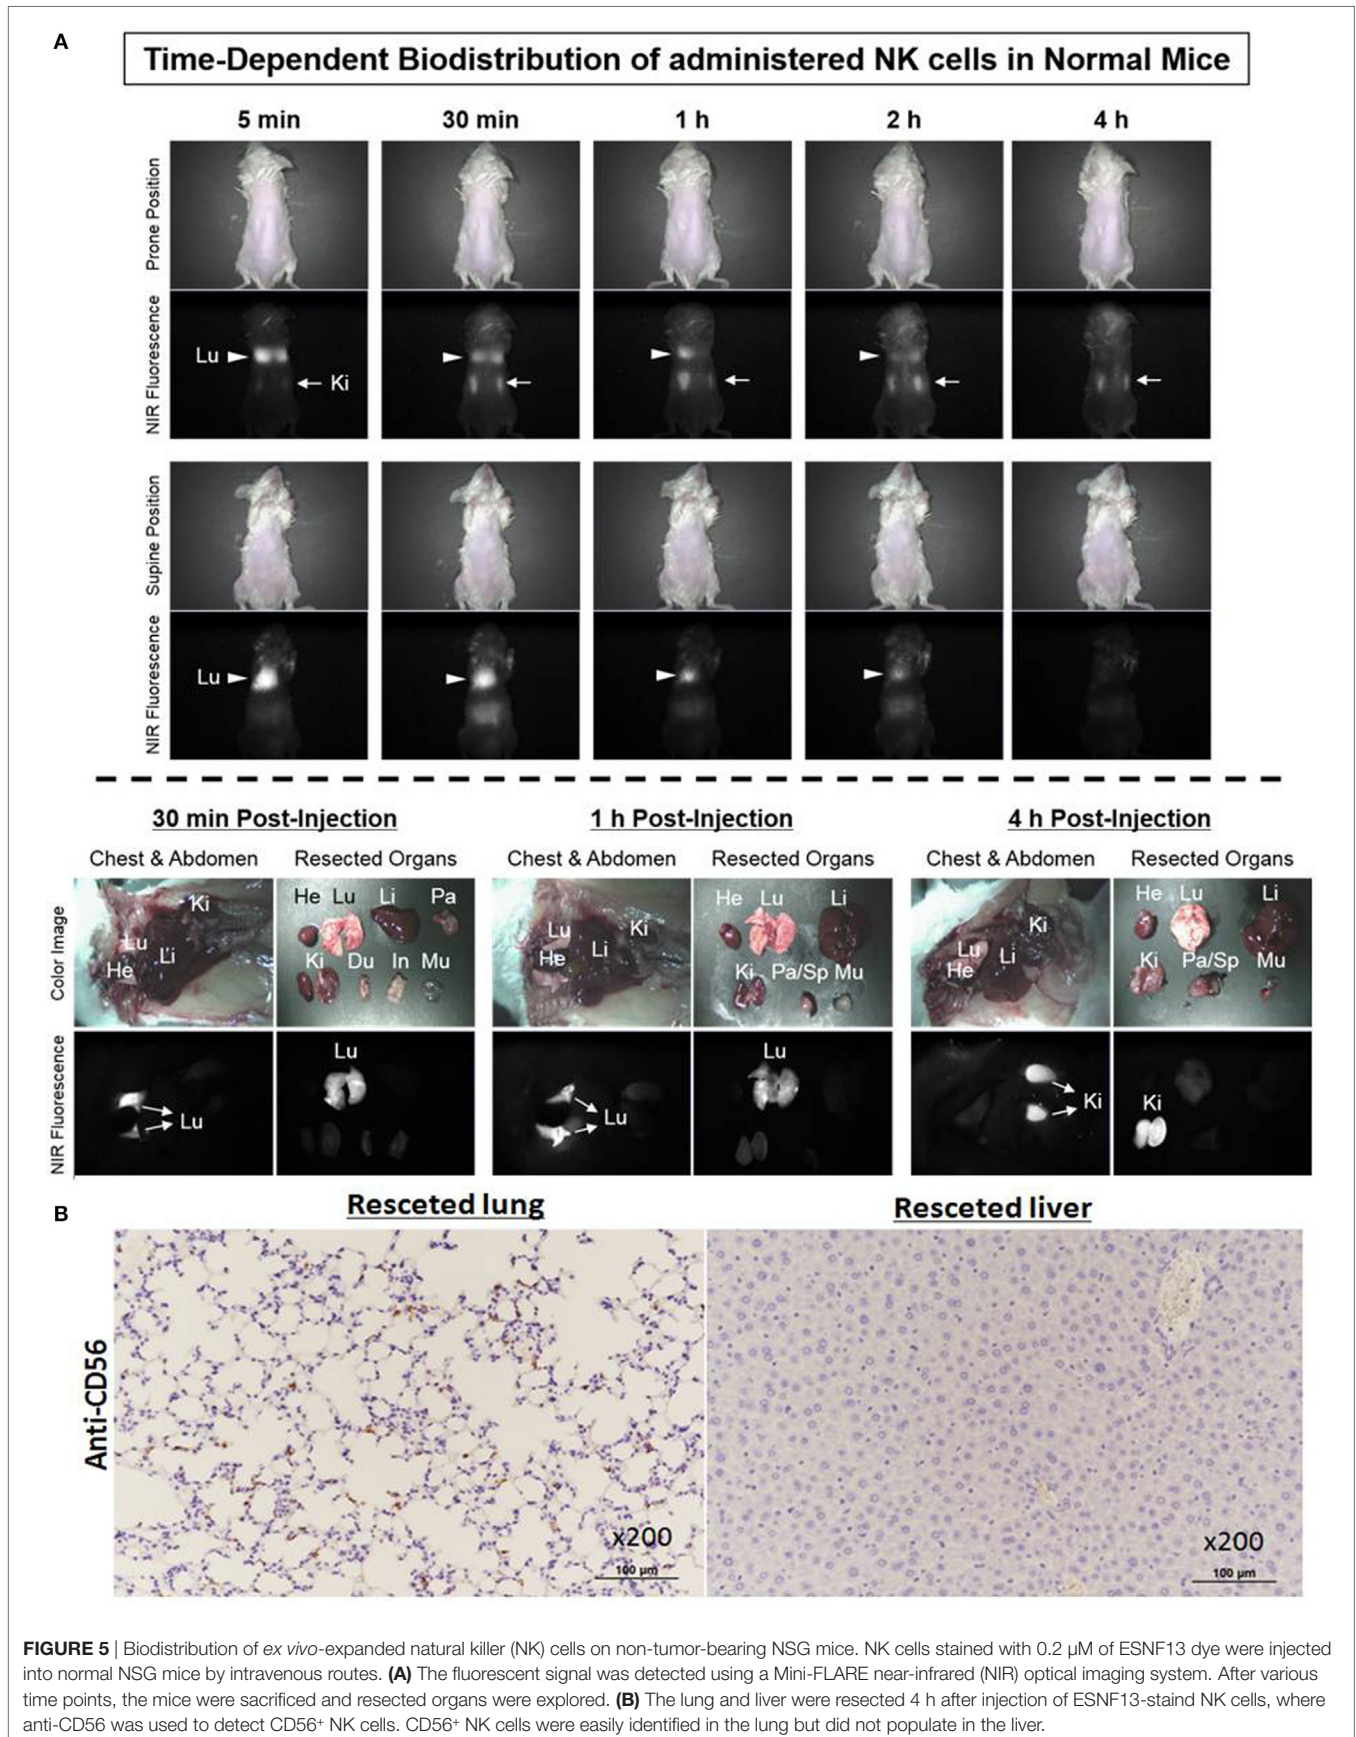 A
Time-Dependent Biodistribution of administered NK cells in Normal Mice
5 min 30 min 1 h 2 h 4 h
Prone Position
NIR Fluorescence
Lu
Ki
Supine Position
NIR Fluorescence
Lu
30 min Post-Injection 1 h Post-Injection 4 h Post-Injection
Chest & Abdomen Resected Organs Chest & Abdomen Resected Organs Chest & Abdomen Resected Organs
Color Image
Ki
Lu
Li
He
He Lu Li Pa
Ki Du In Mu
Lu
Ki
He
Li
He Lu Li
Ki Pa/Sp Mu
Ki
Lu
Li
He
He Lu Li
Ki Pa/Sp Mu
NIR Fluorescence
Lu
Lu
Lu
Lu
Ki
Ki
B
Resceted lung Resceted liver
Anti-CD56
x200
100 µm
x200
100 µm
FIGURE 5 | Biodistribution of ex vivo-expanded natural killer (NK) cells on non-tumor-bearing NSG mice. NK cells stained with 0.2 µM of ESNF13 dye were injected
into normal NSG mice by intravenous routes. (A) The fluorescent signal was detected using a Mini-FLARE near-infrared (NIR) optical imaging system. After various
time points, the mice were sacrificed and resected organs were explored. (B) The lung and liver were resected 4 h after injection of ESNF13-staind NK cells, where
anti-CD56 was used to detect CD56⁺ NK cells. CD56⁺ NK cells were easily identified in the lung but did not populate in the liver.